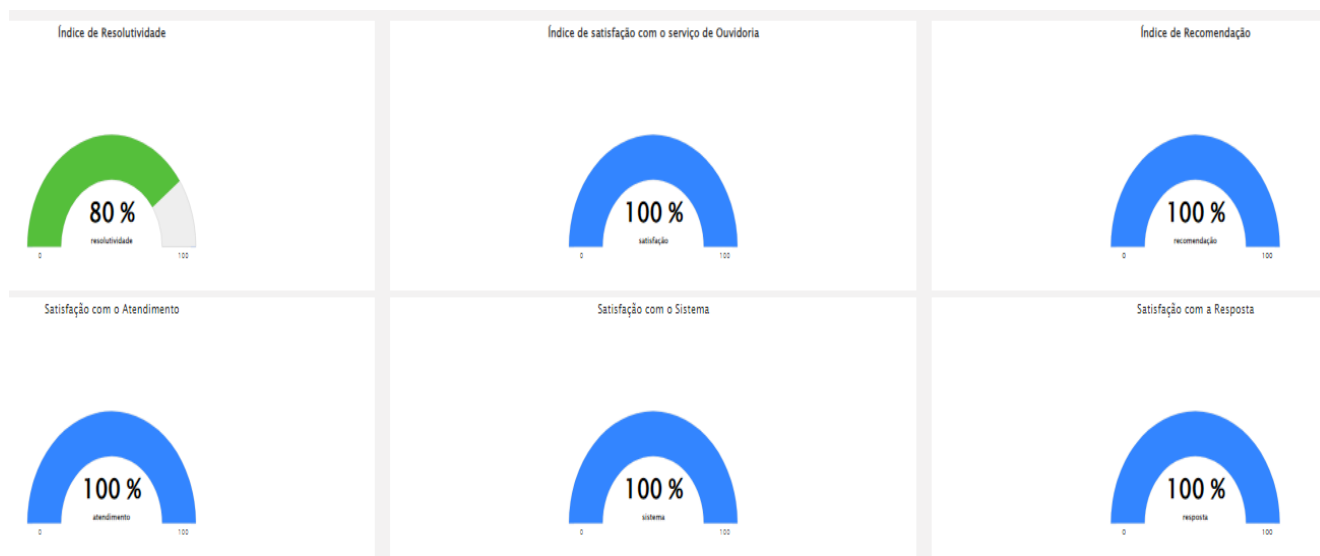 Índice de Resolutividade
Índice de satisfação com o serviço de Ouvidoria
Índice de Recomendação
80 %
resolutividade
0
100
100 %
satisfação
0
100
100 %
recomendação
0
100
Satisfação com o Atendimento
Satisfação com o Sistema
Satisfação com a Resposta
100 %
atendimento
0
100
100 %
sistema
0
100
100 %
resposta
0
100